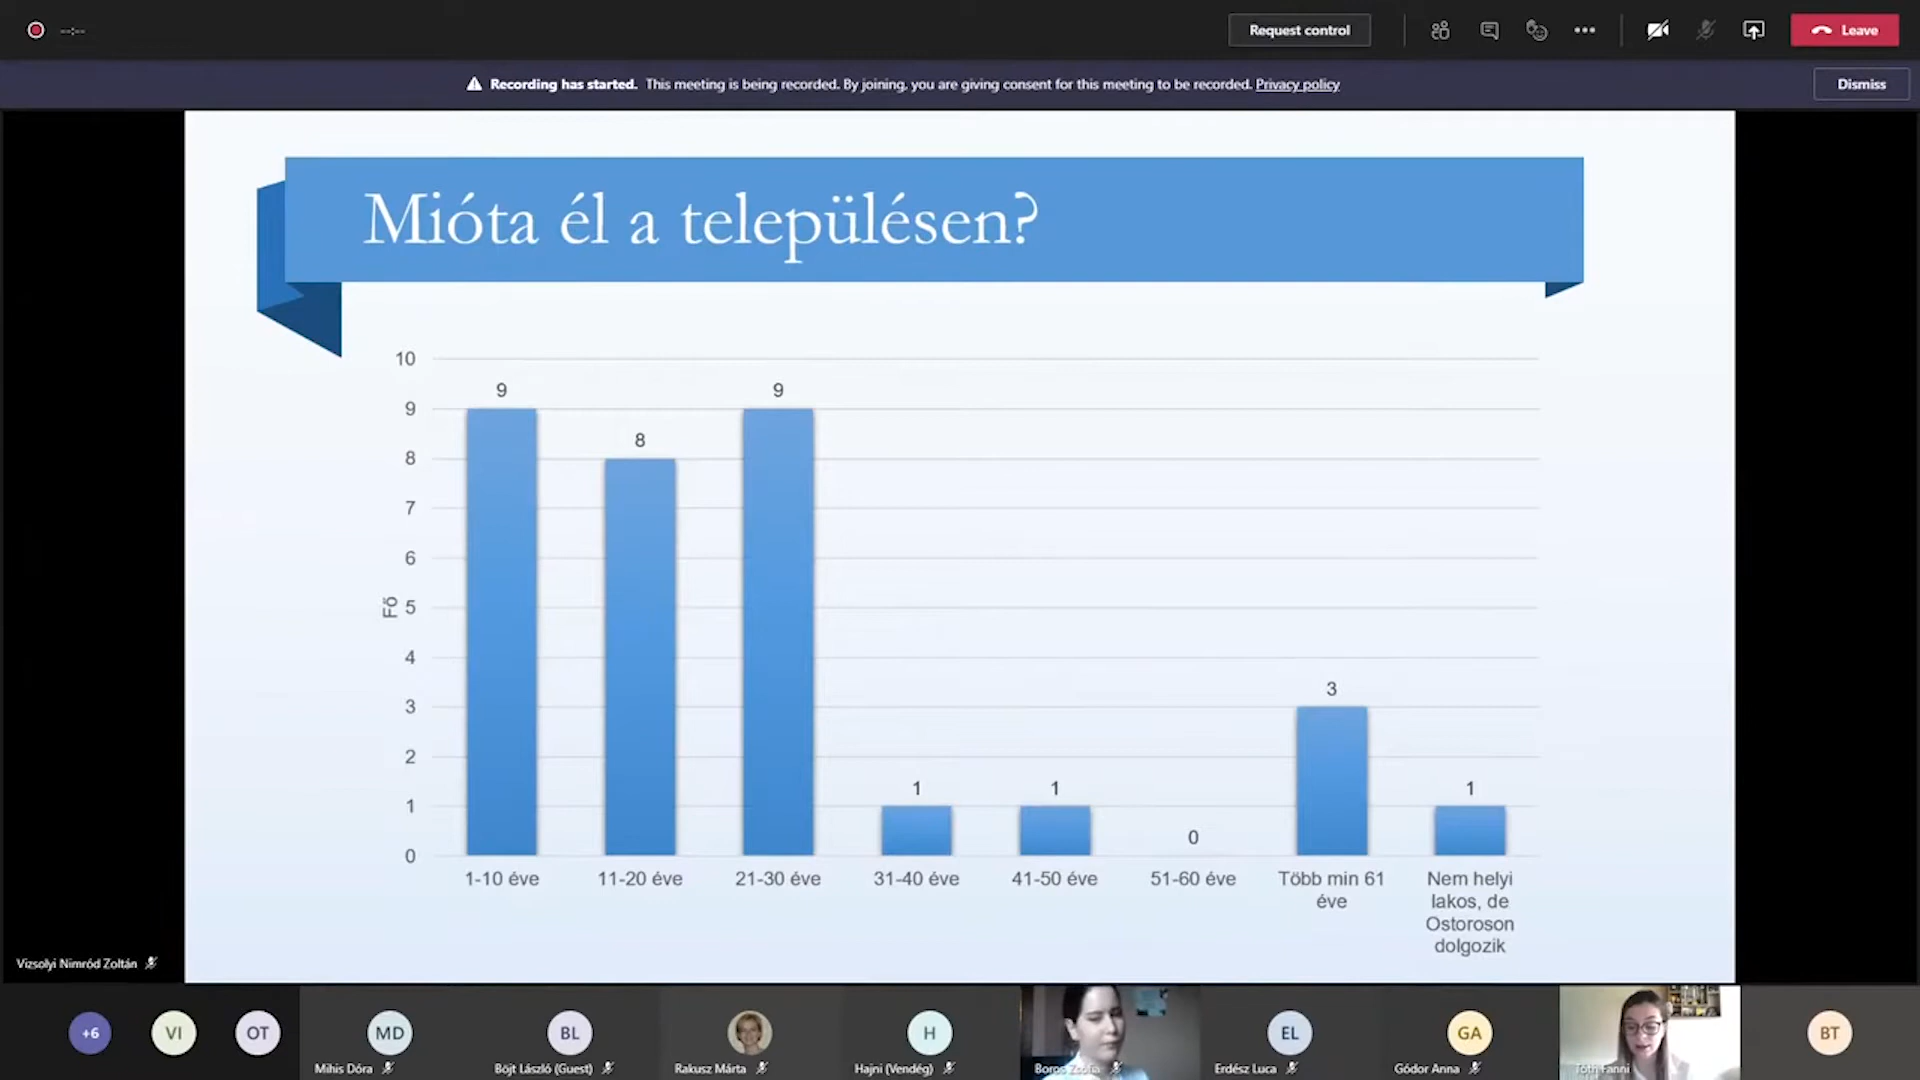 --:--
Request control
Leave
Recording has started. This meeting is being recorded. By joining, you are giving consent for this meeting to be recorded. Privacy policy
Dismiss
Mióta él a településen?
10
9
8
7
6
5
4
3
2
1
0
Fő
9
8
9
1
1
0
3
1
1-10 éve
11-20 éve
21-30 éve
31-40 éve
41-50 éve
51-60 éve
Több min 61
éve
Nem helyi
lakos, de
Ostoroson
dolgozik
Vizsolyi Nimród Zoltán
+6
VI
OT
MD
BL
H
EL
GA
BT
Mihis Dóra
Böjt László (Guest)
Rakusz Márta
Hajni (Vendég)
Boros Zsófia
Erdész Luca
Gódor Anna
Tóth Fanni